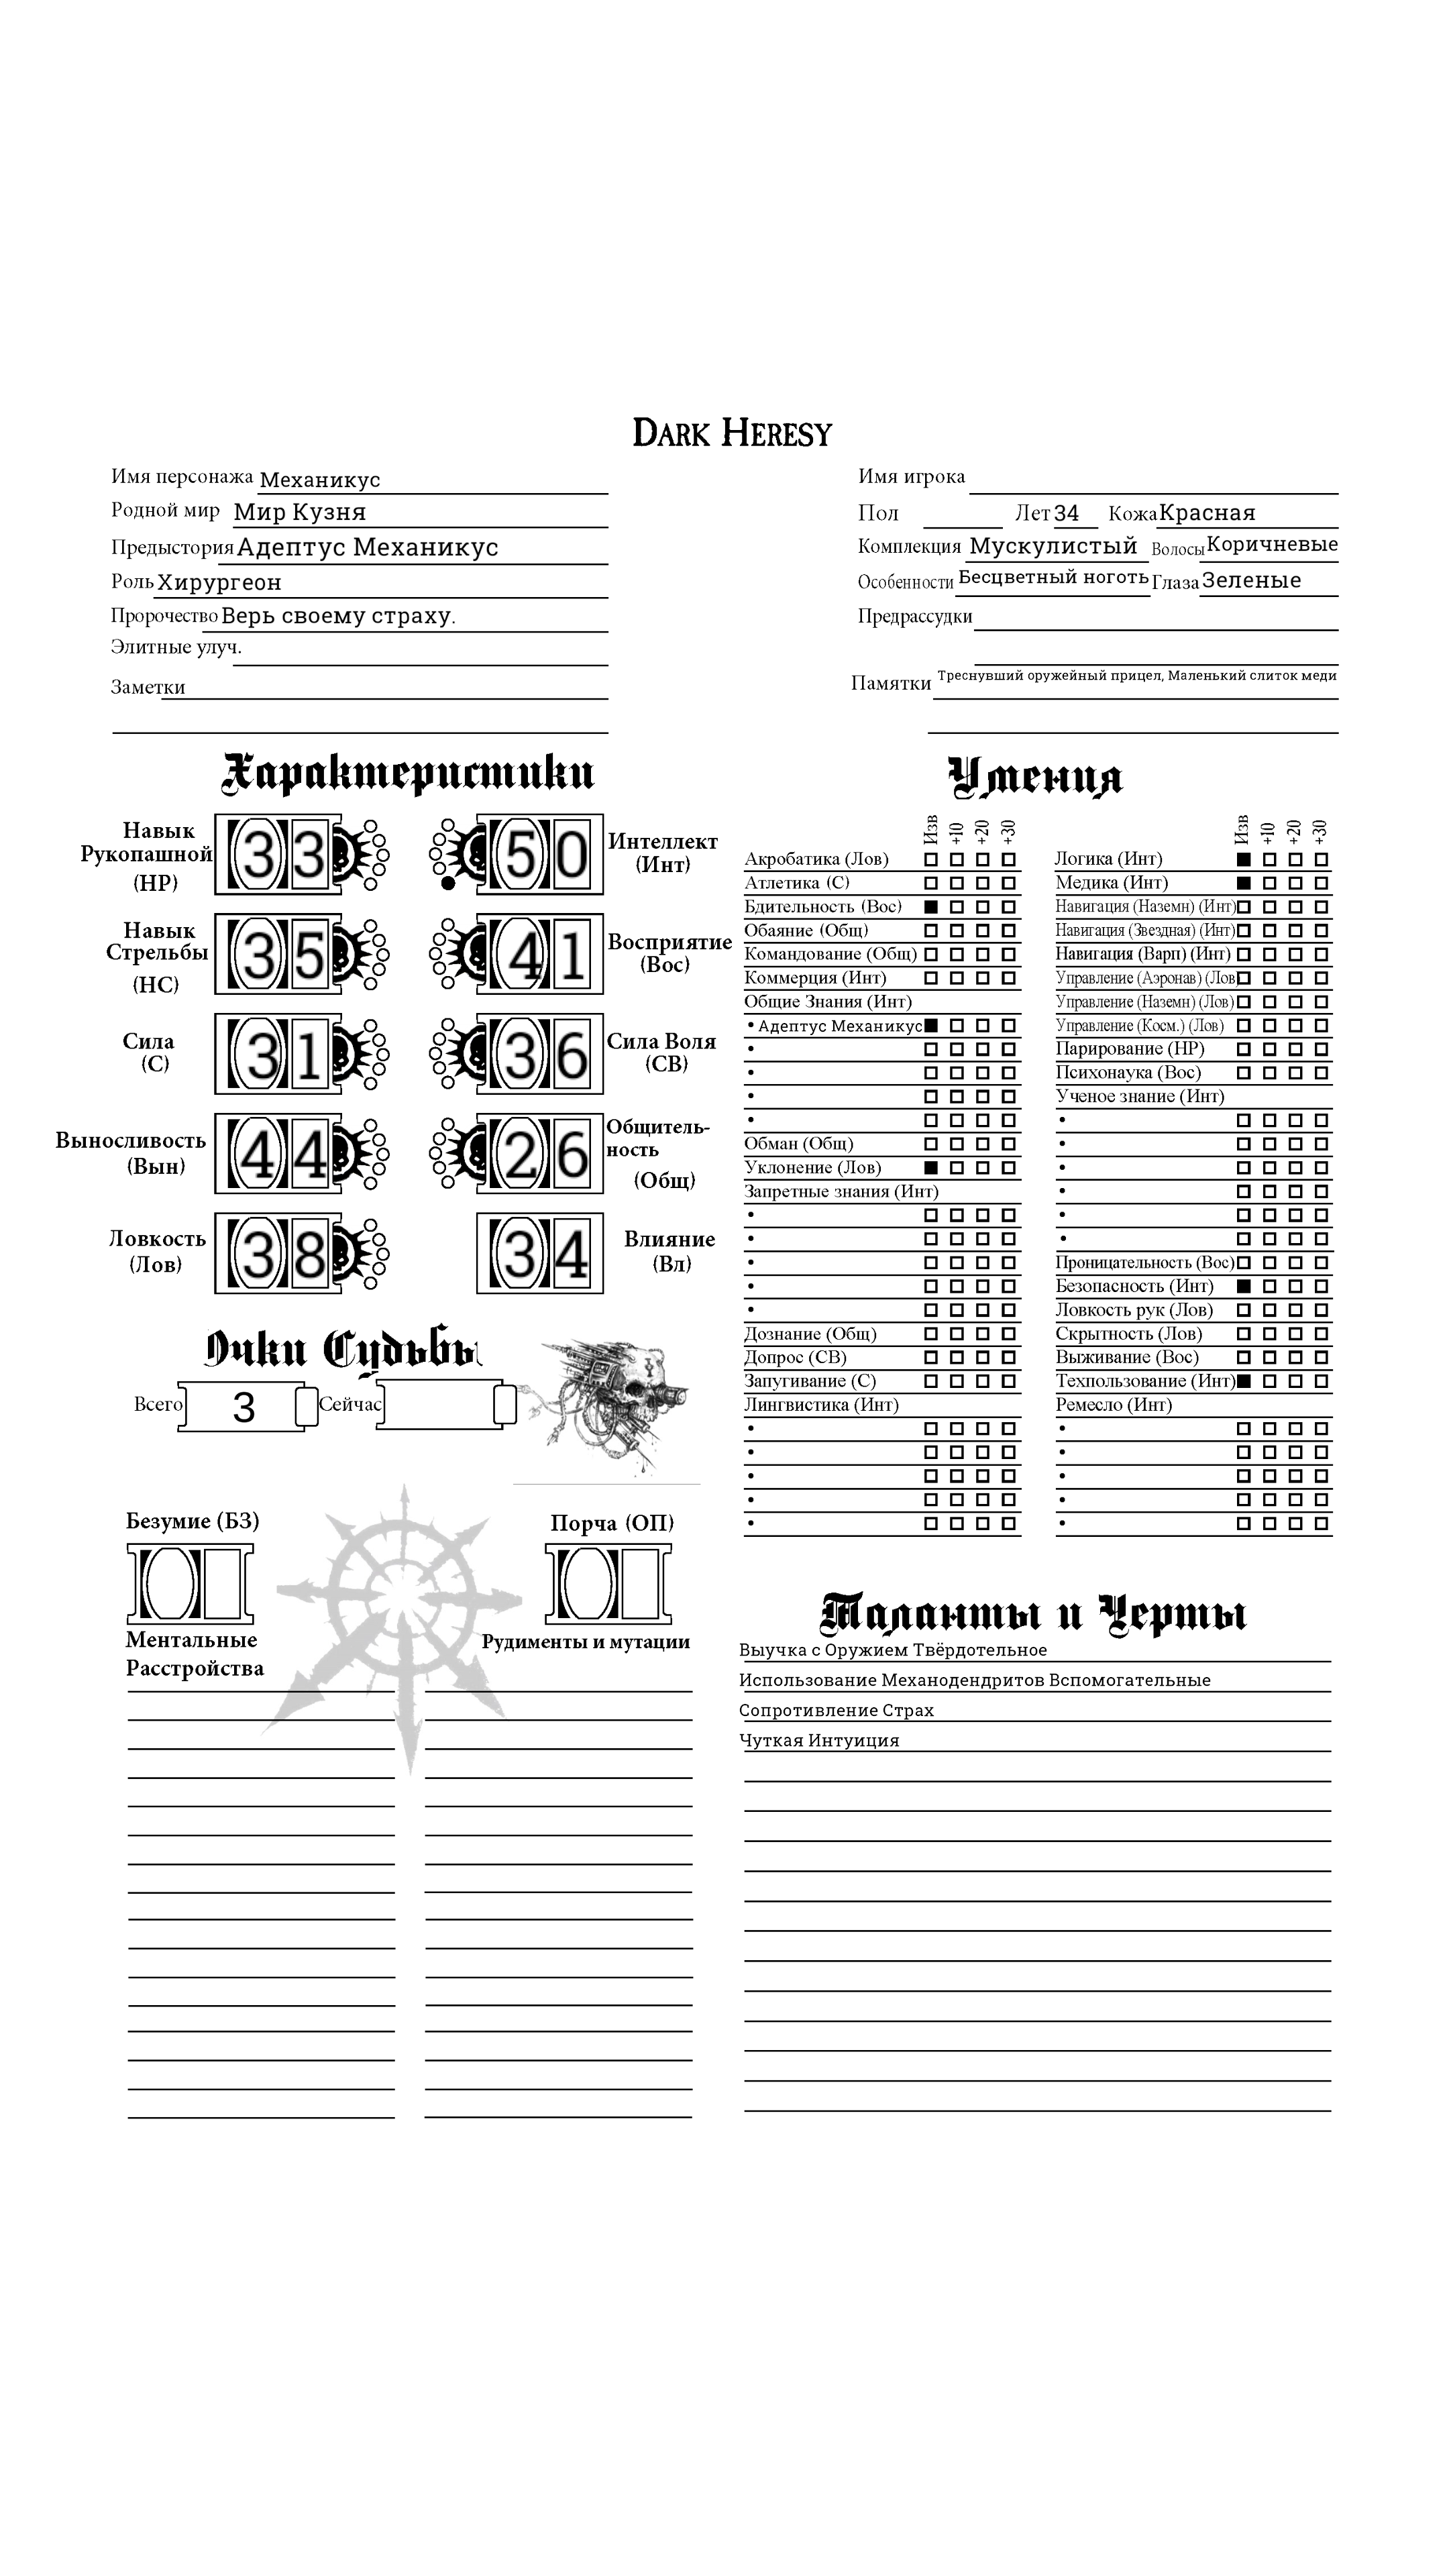 DARK HERESY
Имя персонажа Механикус
Родной мир Мир Кузня
Предыстория Адептус Механикус
Роль Хирургеон
Пророчество Верь своему страху.
Элитные улуч.
Заметки
Имя игрока
Пол Лет 34 Кожа Красная
Комплекция Мускулистый Волосы Коричневые
Особенности Бесцветный ноготь Глаза Зеленые
Предрассудки
Памятки Треснувший оружейный прицел, Маленький слиток меди
Характеристики
Навык
Рукопашной
(НР)
33
50
Интеллект
(Инт)
Навык
Стрельбы
(НС)
35
41
Восприятие
(Вос)
Сила
(С)
31
36
Сила Воля
(СВ)
Выносливость
(Вын)
44
26
Общитель-
ность
(Общ)
Ловкость
(Лов)
38
34
Влияние
(Вл)
Очки Судьбы
Всего 3 Сейчас
Безумие (БЗ)
Порча (ОП)
Ментальные
Расстройства
Рудименты и мутации
Умения
Изв +10 +20 +30
Акробатика (Лов)
Атлетика (С)
Бдительность (Вос)
Обаяние (Общ)
Командование (Общ)
Коммерция (Инт)
Общие Знания (Инт)
• Адептус Механикус
•
•
•
•
Обман (Общ)
Уклонение (Лов)
Запретные знания (Инт)
•
•
•
•
•
Дознание (Общ)
Допрос (СВ)
Запугивание (С)
Лингвистика (Инт)
•
•
•
•
•
Изв +10 +20 +30
Логика (Инт)
Медика (Инт)
Навигация (Наземн) (Инт)
Навигация (Звездная) (Инт)
Навигация (Варп) (Инт)
Управление (Аэронав) (Лов)
Управление (Наземн) (Лов)
Управление (Косм.) (Лов)
Парирование (НР)
Психонаука (Вос)
Ученое знание (Инт)
•
•
•
•
•
•
Проницательность (Вос)
Безопасность (Инт)
Ловкость рук (Лов)
Скрытность (Лов)
Выживание (Вос)
Техпользование (Инт)
Ремесло (Инт)
•
•
•
•
•
Таланты и Черты
Выучка с Оружием Твёрдотельное
Использование Механодендритов Вспомогательные
Сопротивление Страх
Чуткая Интуиция